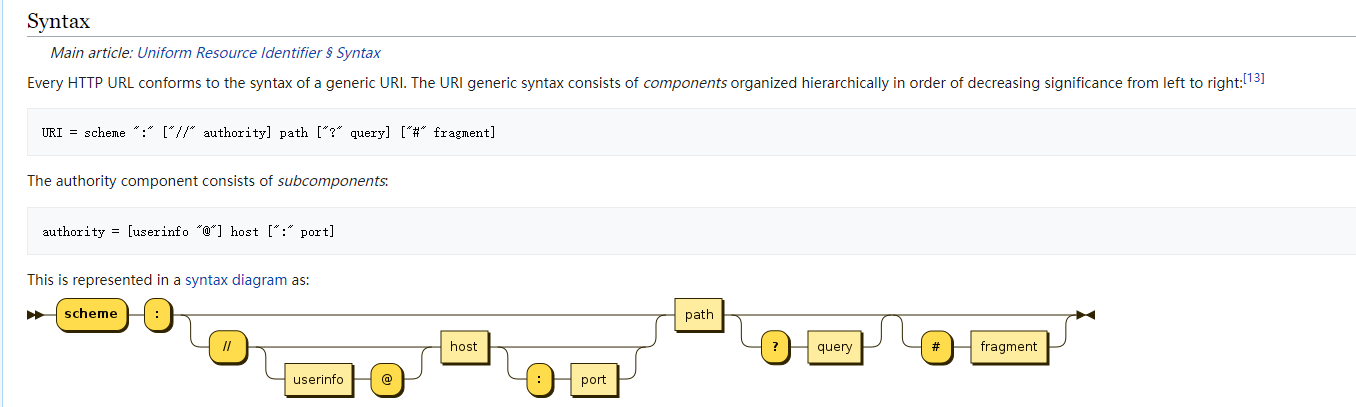 Syntax
Main article: Uniform Resource Identifier § Syntax
Every HTTP URL conforms to the syntax of a generic URI. The URI generic syntax consists of components organized hierarchically in order of decreasing significance from left to right:[13]
URI = scheme ":" ["//" authority] path ["?" query] ["#" fragment]
The authority component consists of subcomponents:
authority = [userinfo "@"] host [":" port]
This is represented in a syntax diagram as:
scheme : path
// host ? query # fragment
userinfo @ : port